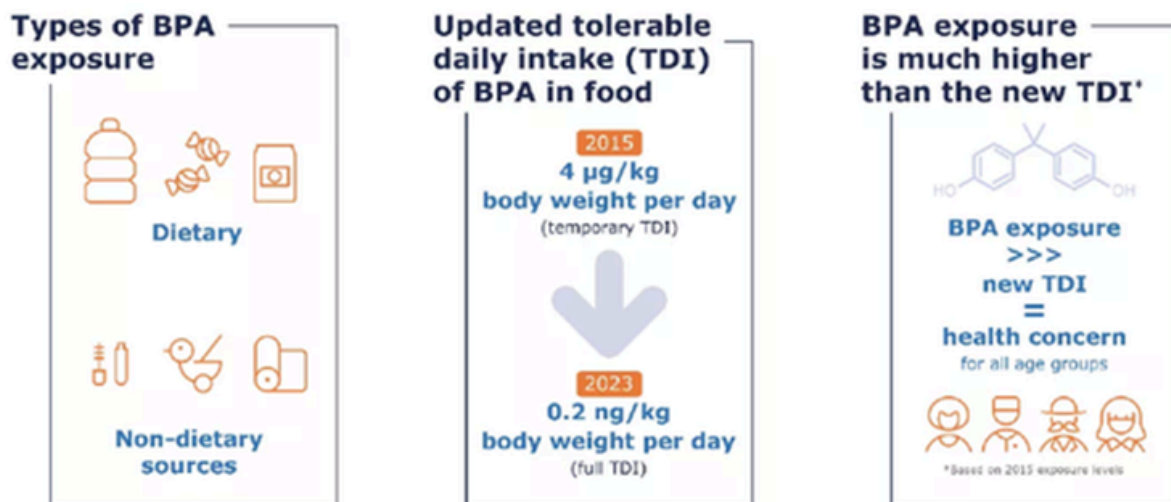 Types of BPA
exposure
Dietary
Non-dietary
sources
Updated tolerable
daily intake (TDI)
of BPA in food
2015
4 µg/kg
body weight per day
(temporary TDI)
2023
0.2 ng/kg
body weight per day
(full TDI)
BPA exposure
is much higher
than the new TDI*
HO
OH
BPA exposure
>>>
new TDI
=
health concern
for all age groups
*Based on 2015 exposure levels